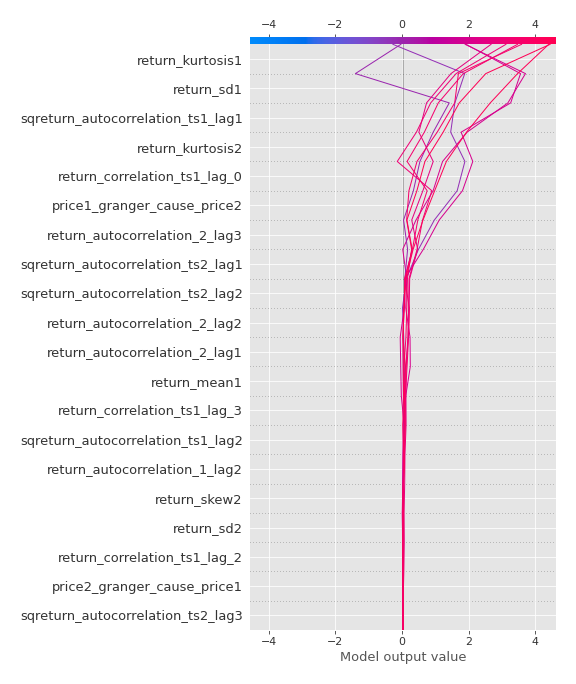 −4 −2 0 2 4
return_kurtosis1
return_sd1
sqreturn_autocorrelation_ts1_lag1
return_kurtosis2
return_correlation_ts1_lag_0
price1_granger_cause_price2
return_autocorrelation_2_lag3
sqreturn_autocorrelation_ts2_lag1
sqreturn_autocorrelation_ts2_lag2
return_autocorrelation_2_lag2
return_autocorrelation_2_lag1
return_mean1
return_correlation_ts1_lag_3
sqreturn_autocorrelation_ts1_lag2
return_autocorrelation_1_lag2
return_skew2
return_sd2
return_correlation_ts1_lag_2
price2_granger_cause_price1
sqreturn_autocorrelation_ts2_lag3
−4 −2 0 2 4
Model output value